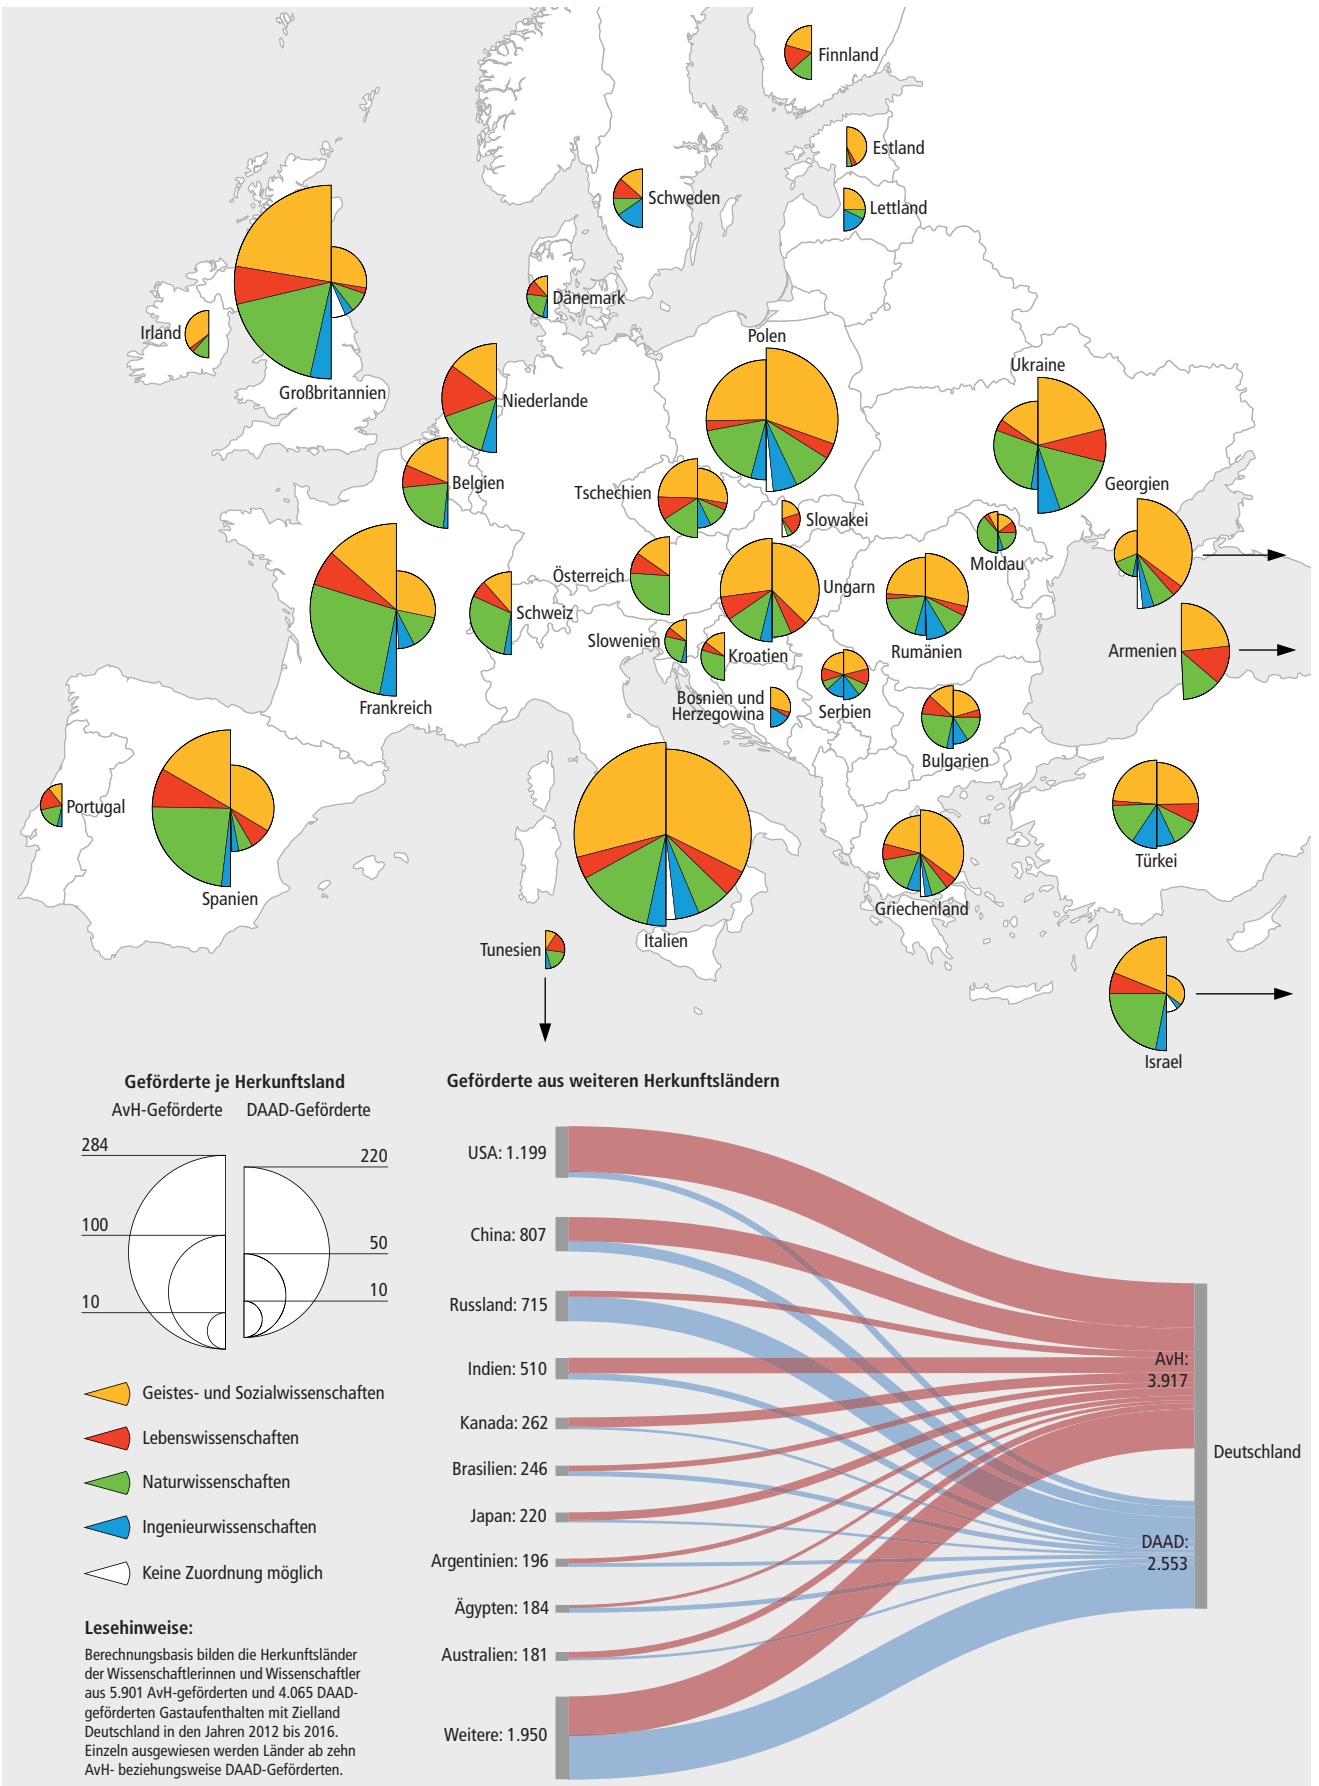 Finnland
Estland
Schweden
Lettland
Dänemark
Irland
Polen
Großbritannien
Ukraine
Niederlande
Belgien
Tschechien
Georgien
Slowakei
Moldau
Österreich
Ungarn
Schweiz
Slowenien
Kroatien
Rumänien
Armenien
Bosnien und
Herzegowina
Serbien
Frankreich
Bulgarien
Portugal
Türkei
Spanien
Griechenland
Italien
Tunesien
Israel
Geförderte je Herkunftsland
AvH-Geförderte
DAAD-Geförderte
284
220
100
50
10
10
Geistes- und Sozialwissenschaften
Lebenswissenschaften
Naturwissenschaften
Ingenieurwissenschaften
Keine Zuordnung möglich
Lesehinweise:
Berechnungsbasis bilden die Herkunftsländer
der Wissenschaftlerinnen und Wissenschaftler
aus 5.901 AvH-geförderten und 4.065 DAAD-
geförderten Gastaufenthalten mit Zielland
Deutschland in den Jahren 2012 bis 2016.
Einzeln ausgewiesen werden Länder ab zehn
AvH- beziehungsweise DAAD-Geförderten.
Geförderte aus weiteren Herkunftsländern
USA: 1.199
China: 807
Russland: 715
Indien: 510
Kanada: 262
Brasilien: 246
Japan: 220
Argentinien: 196
Ägypten: 184
Australien: 181
Weitere: 1.950
AvH:
3.917
Deutschland
DAAD:
2.553